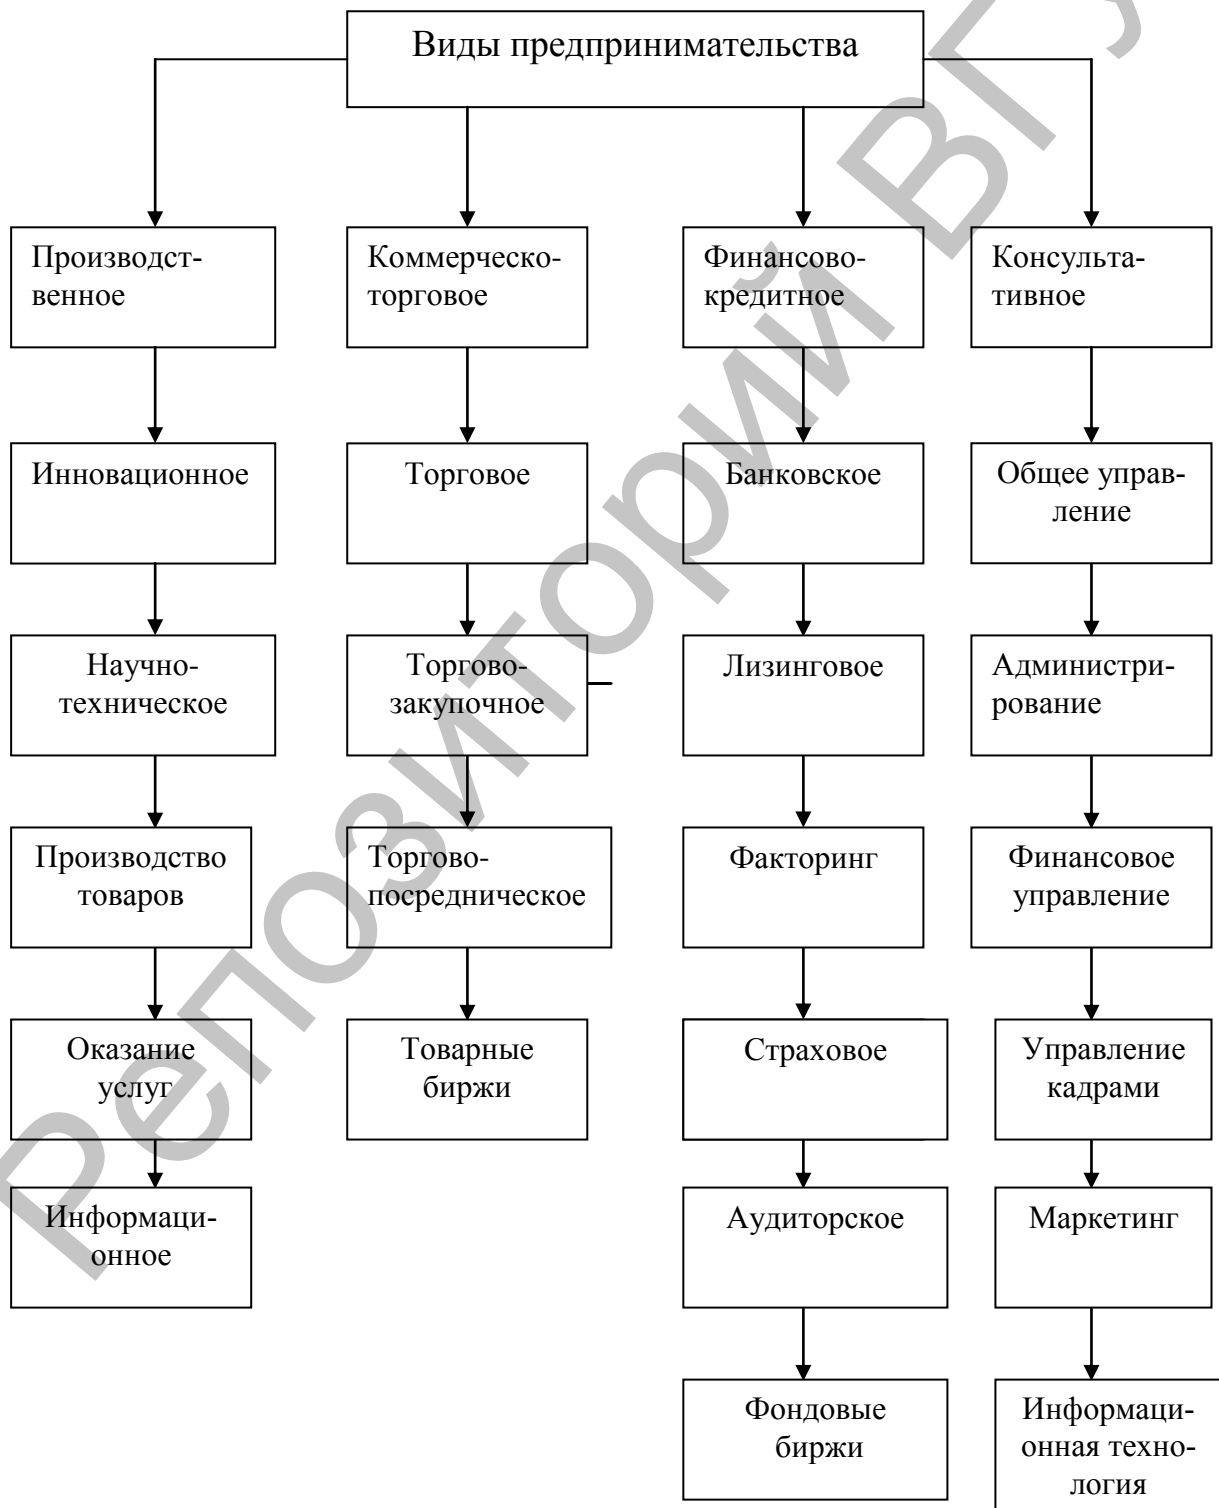 Виды предпринимательства
Производст-
венное
Коммерческо-
торговое
Финансово-
кредитное
Консульта-
тивное
Инновационное
Торговое
Банковское
Общее управ-
ление
Научно-
техническое
Торгово-
закупочное
Лизинговое
Администри-
рование
Производство
товаров
Торгово-
посредническое
Факторинг
Финансовое
управление
Оказание
услуг
Товарные
биржи
Страховое
Управление
кадрами
Информаци-
онное
Аудиторское
Маркетинг
Фондовые
биржи
Информаци-
онная техно-
логия
Репозиторий ВГУ